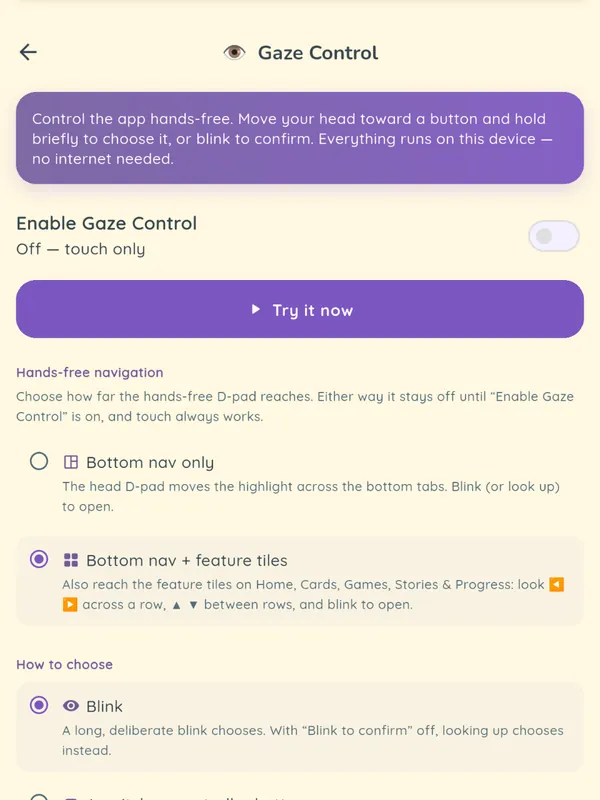 Gaze Control
Control the app hands-free. Move your head toward a button and hold
briefly to choose it, or blink to confirm. Everything runs on this device —
no internet needed.
Enable Gaze Control
Off — touch only
Try it now
Hands-free navigation
Choose how far the hands-free D-pad reaches. Either way it stays off until “Enable Gaze
Control” is on, and touch always works.
Bottom nav only
The head D-pad moves the highlight across the bottom tabs. Blink (or look up)
to open.
Bottom nav + feature tiles
Also reach the feature tiles on Home, Cards, Games, Stories & Progress: look ◀
▶ across a row, ▲ ▼ between rows, and blink to open.
How to choose
Blink
A long, deliberate blink chooses. With “Blink to confirm” off, looking up chooses
instead.